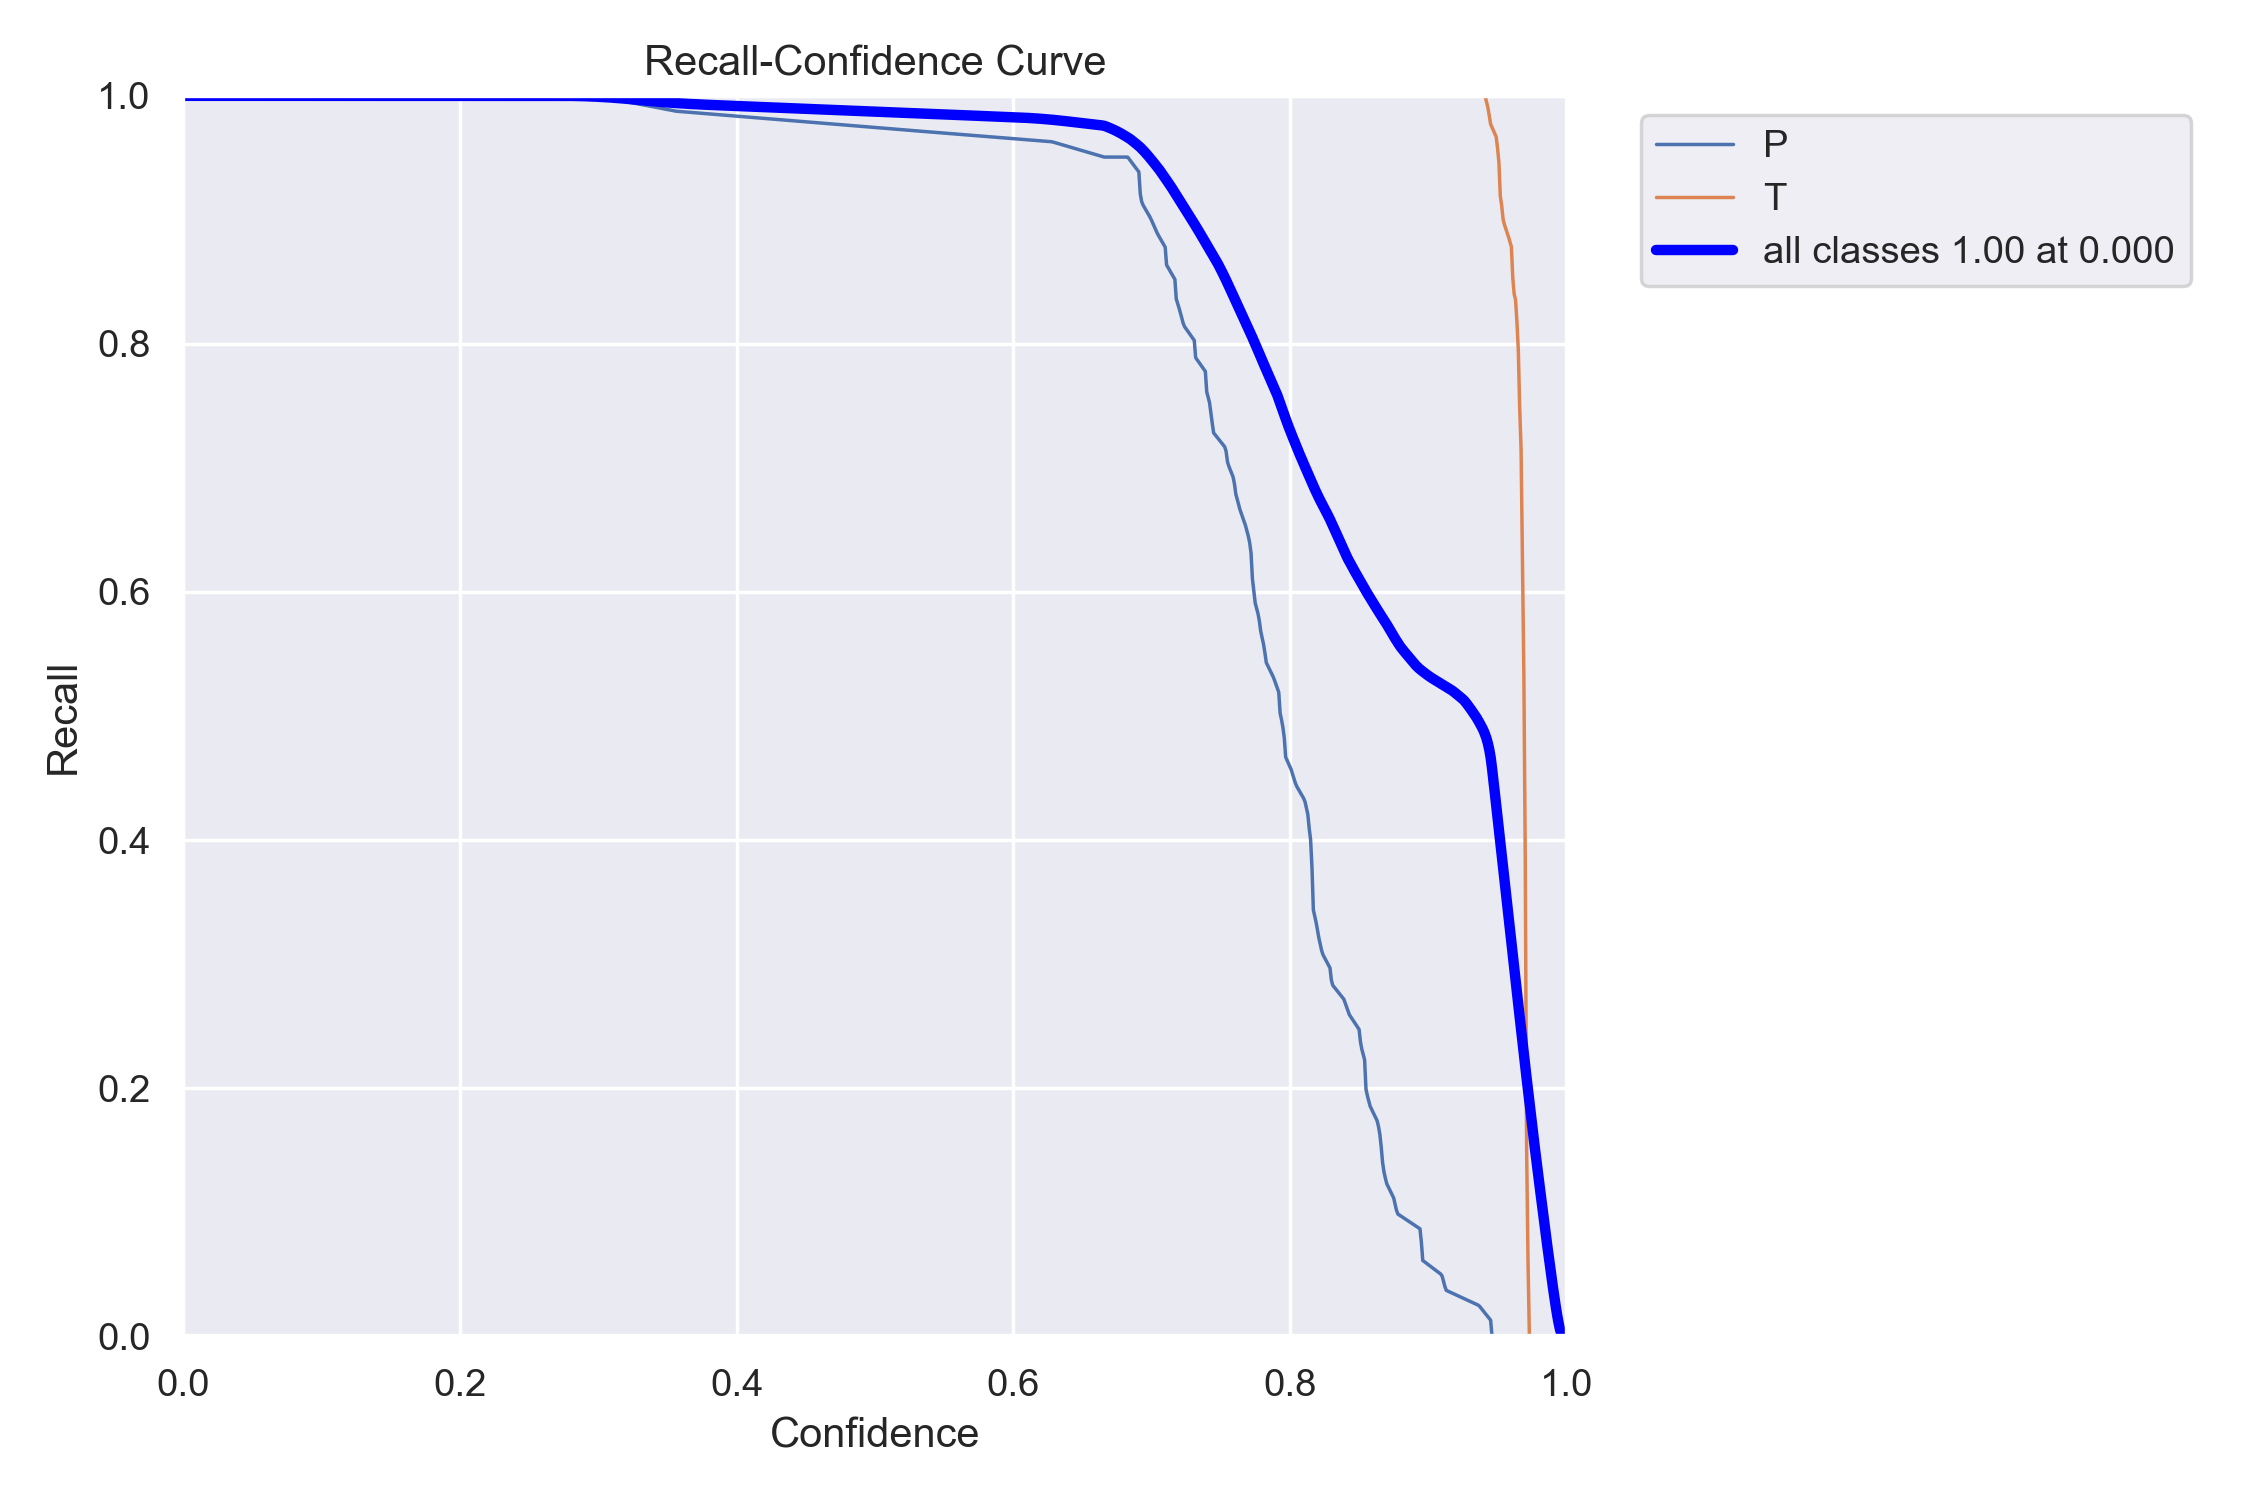 Recall-Confidence Curve
1.0
0.8
0.6
0.4
0.2
0.0
Recall
0.0 0.2 0.4 0.6 0.8 1.0
Confidence
P
T
all classes 1.00 at 0.000